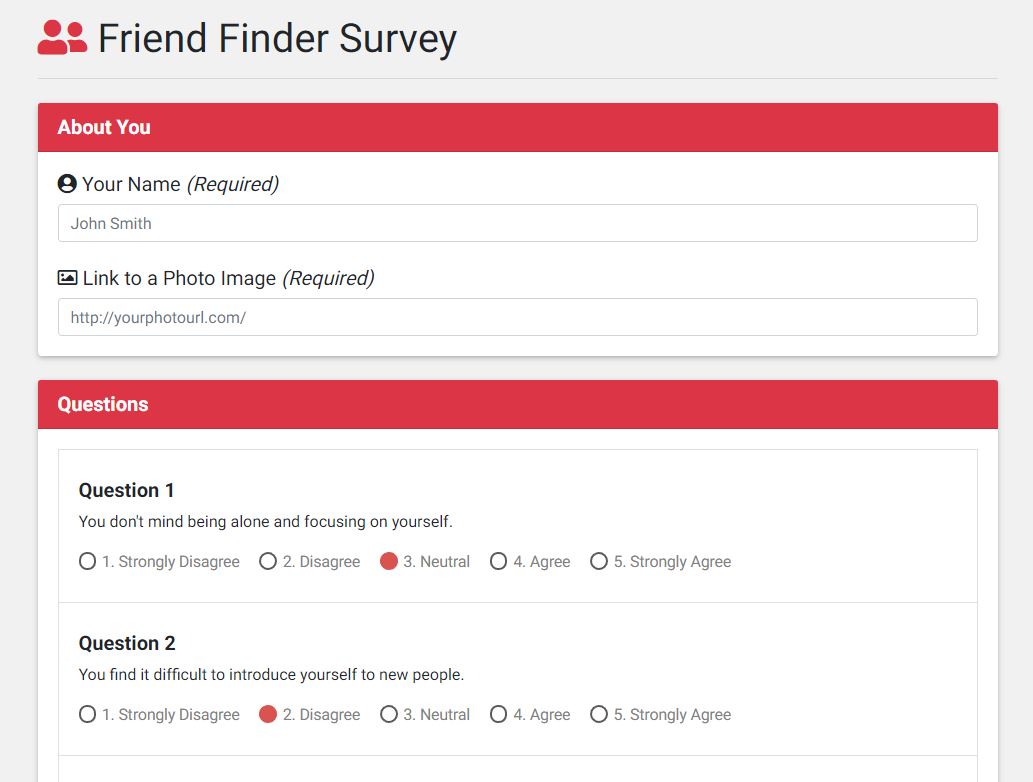 Friend Finder Survey
About You
Your Name (Required)
John Smith
Link to a Photo Image (Required)
http://yourphotourl.com/
Questions
Question 1
You don't mind being alone and focusing on yourself.
1. Strongly Disagree 2. Disagree 3. Neutral 4. Agree 5. Strongly Agree
Question 2
You find it difficult to introduce yourself to new people.
1. Strongly Disagree 2. Disagree 3. Neutral 4. Agree 5. Strongly Agree